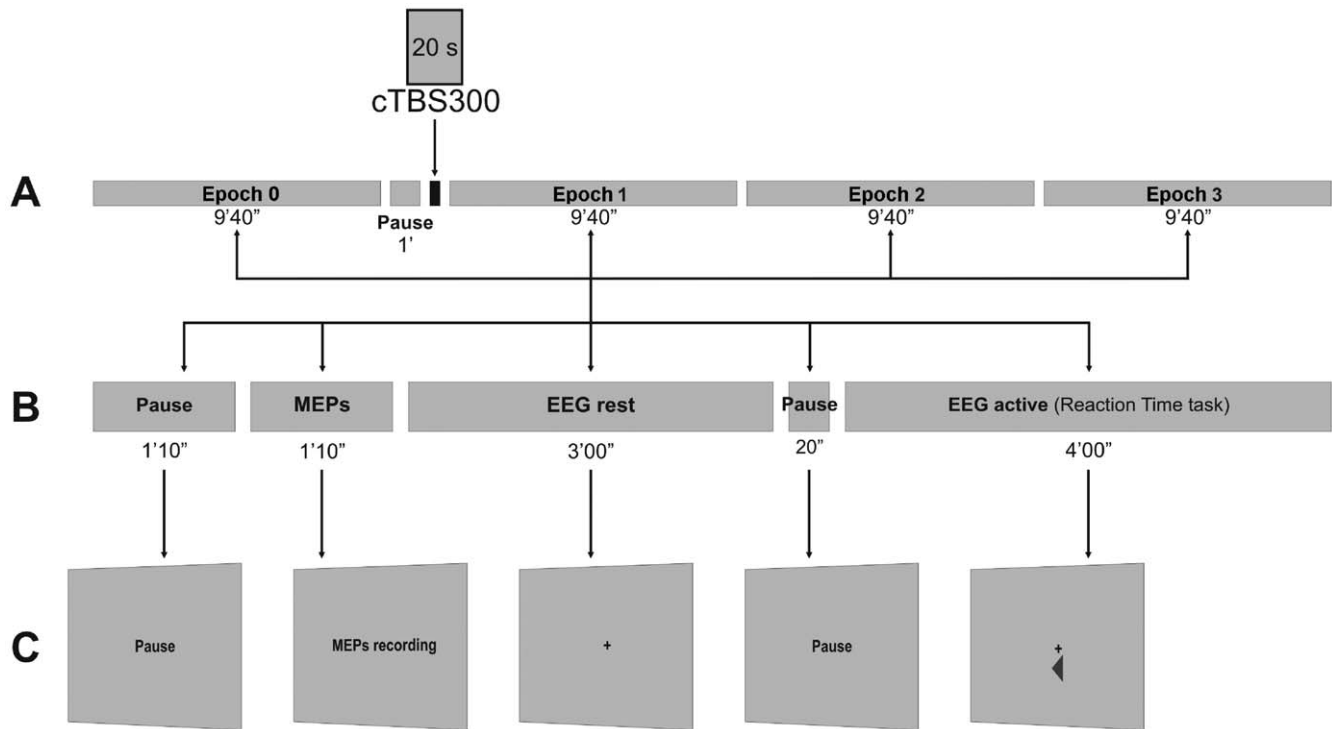 20 s
cTBS300
A
Epoch 0
Epoch 1
Epoch 2
Epoch 3
9'40”
Pause
1'
9'40”
9'40”
9'40”
B
Pause
MEPs
EEG rest
Pause
EEG active (Reaction Time task)
1'10”
1'10”
3'00”
20”
4'00”
C
Pause
MEPs recording
+
Pause
+